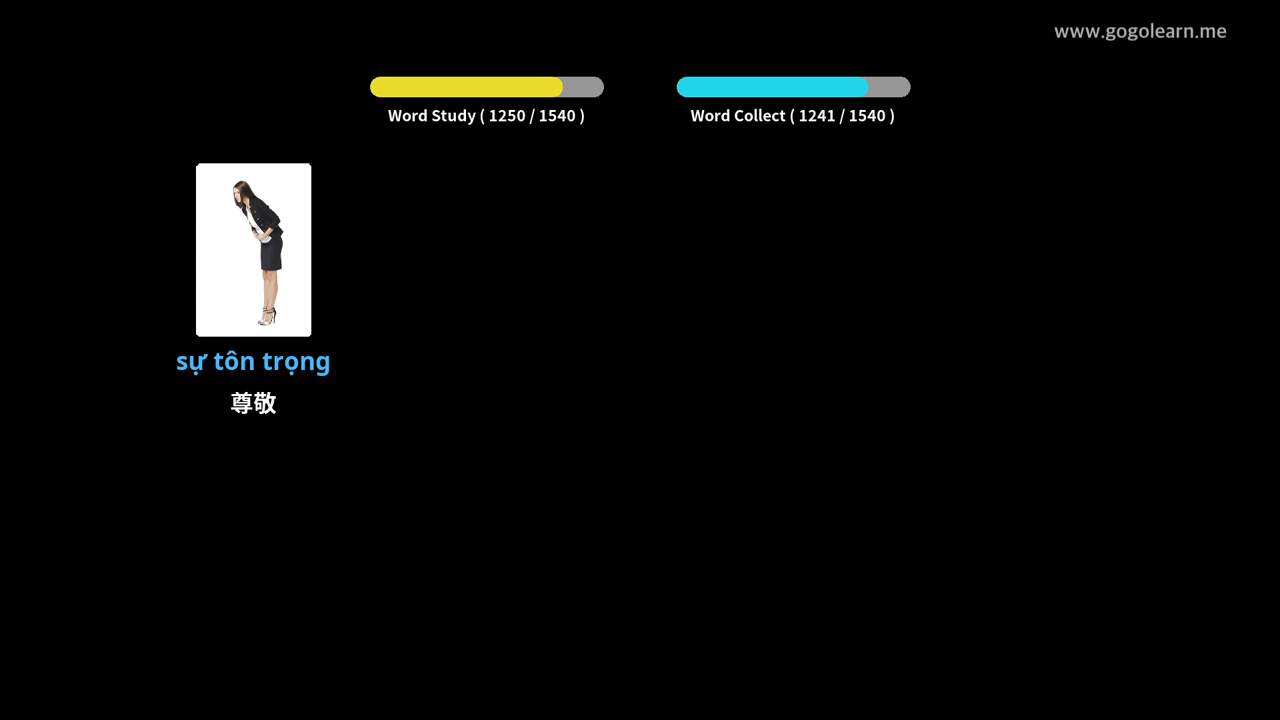 www.gogolearn.me
Word Study ( 1250 / 1540 )
Word Collect ( 1241 / 1540 )
sự tôn trọng
尊敬